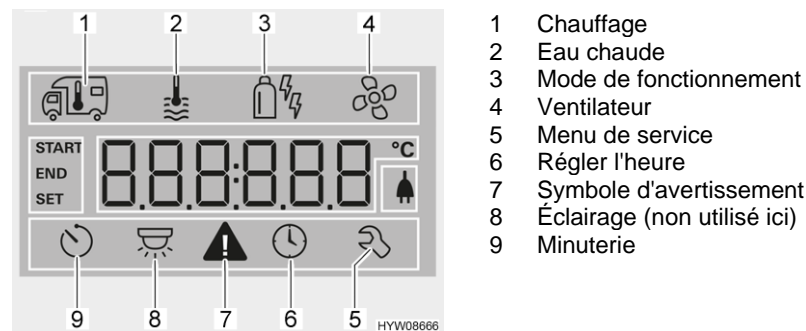 1 2 3 4
START
END
SET
888:888
°C
9 8 7 6 5
HYW08666
1 Chauffage
2 Eau chaude
3 Mode de fonctionnement
4 Ventilateur
5 Menu de service
6 Régler l'heure
7 Symbole d'avertissement
8 Éclairage (non utilisé ici)
9 Minuterie